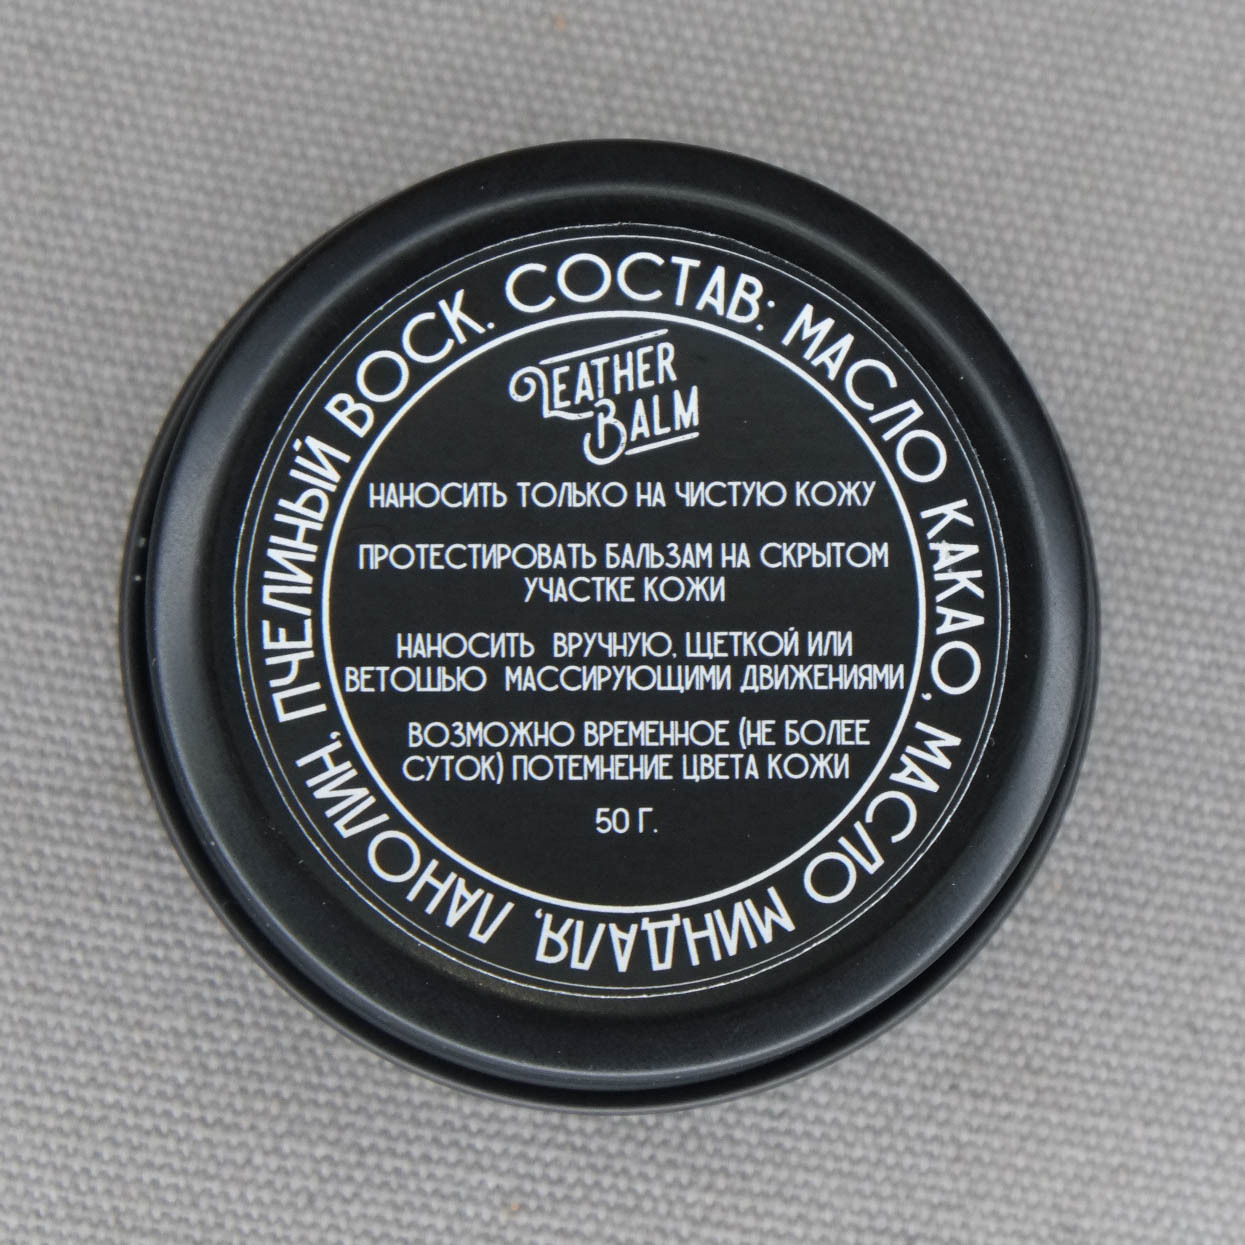 СОСТАВ: МАСЛО КАКАО, МАСЛО МИНДАЛЯ, ЛАНОЛИН, ПЧЕЛИНЫЙ ВОСК.
LEATHER
BALM
НАНОСИТЬ ТОЛЬКО НА ЧИСТУЮ КОЖУ
ПРОТЕСТИРОВАТЬ БАЛЬЗАМ НА СКРЫТОМ
УЧАСТКЕ КОЖИ
НАНОСИТЬ ВРУЧНУЮ, ЩЕТКОЙ ИЛИ
ВЕТОШЬЮ МАССИРУЮЩИМИ ДВИЖЕНИЯМИ
ВОЗМОЖНО ВРЕМЕННОЕ (НЕ БОЛЕЕ
СУТОК) ПОТЕМНЕНИЕ ЦВЕТА КОЖИ
50 Г.